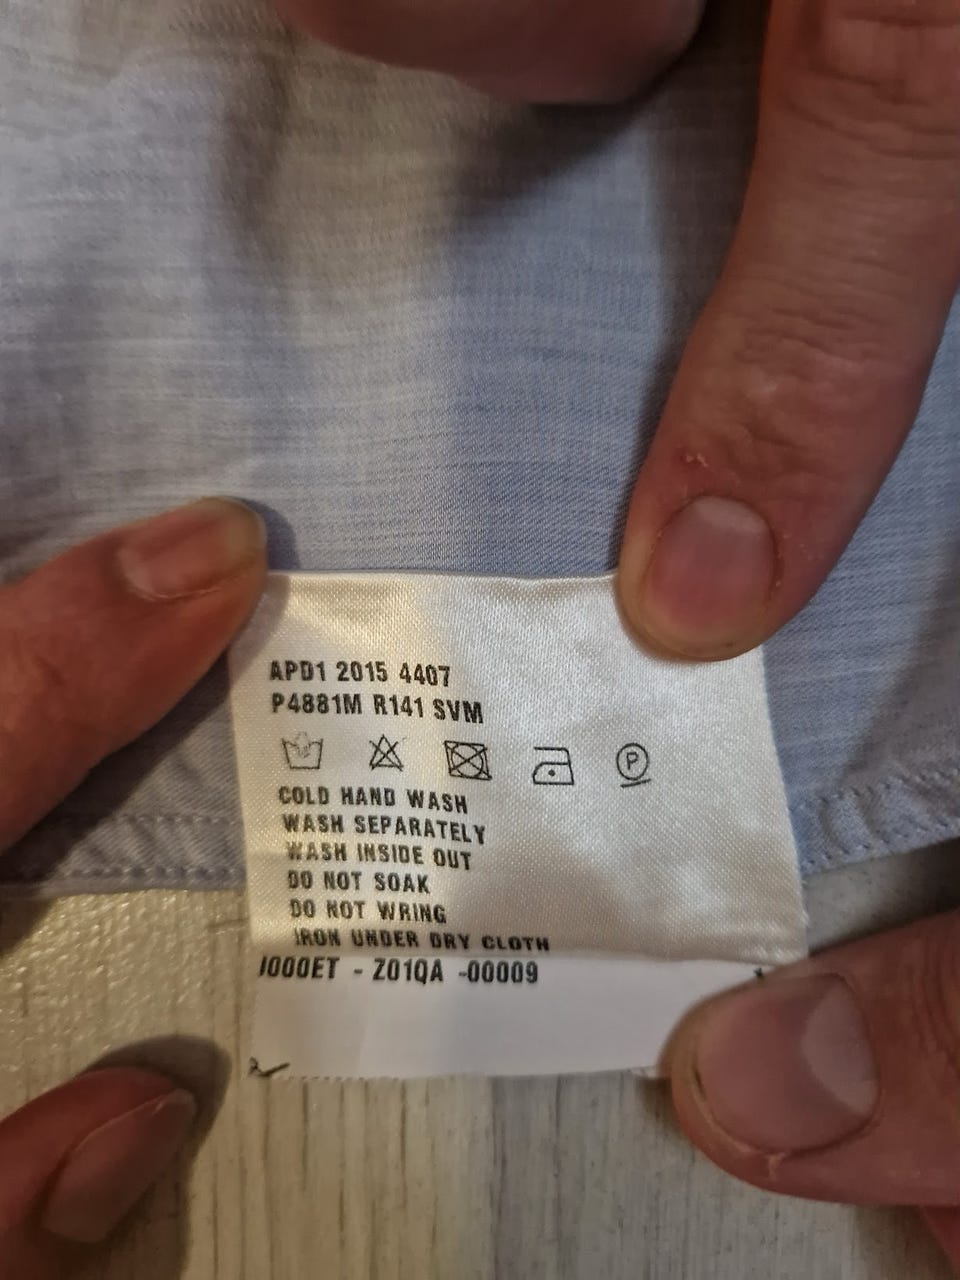 APD1 2015 4407
P4881M R141 SVM
P
COLD HAND WASH
WASH SEPARATELY
WASH INSIDE OUT
DO NOT SOAK
DO NOT WRING
IRON UNDER DRY CLOTH
1000ET - Z01QA -00009